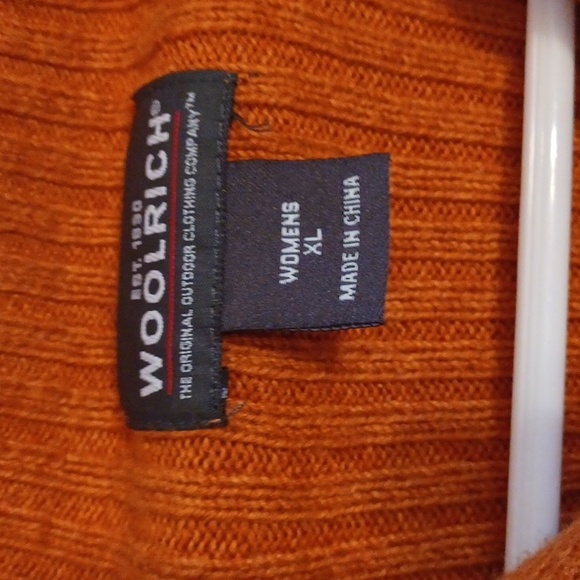 EST. 1830
WOOLRICH®
THE ORIGINAL OUTDOOR CLOTHING COMPANY™
WOMENS
XL
MADE IN CHINA